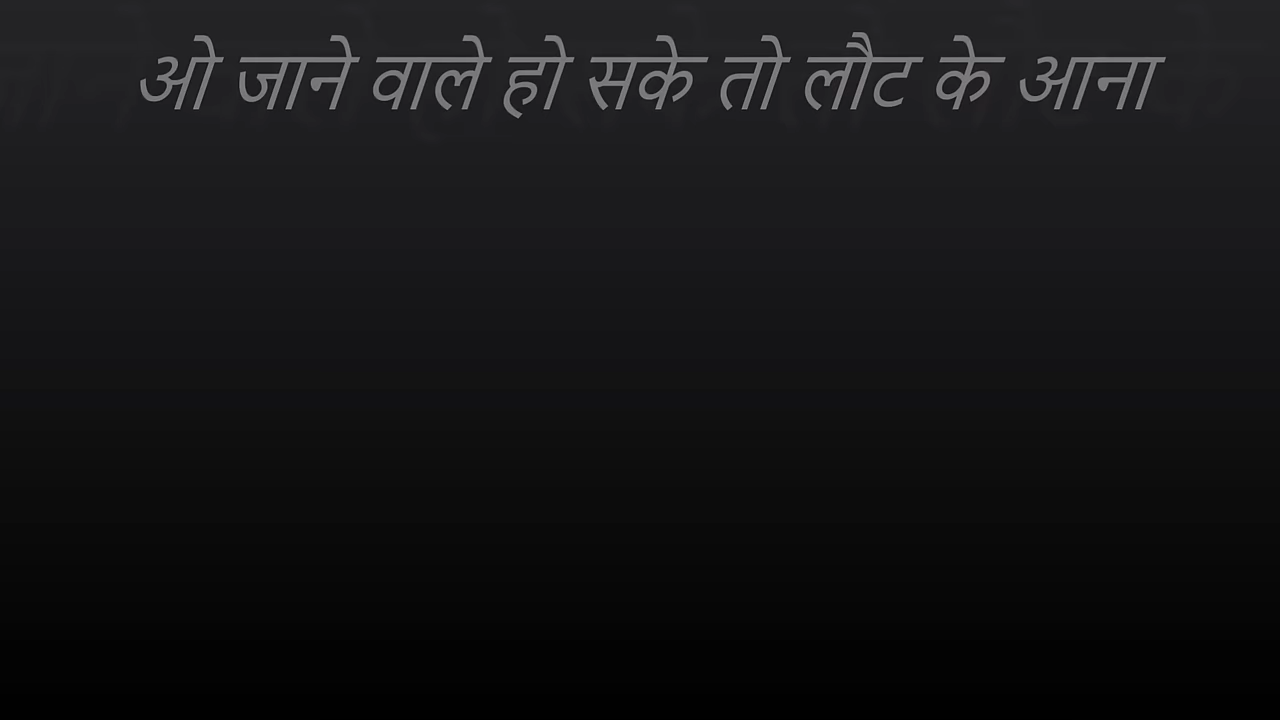 ओ जाने वाले हो सके तो लौट के आना